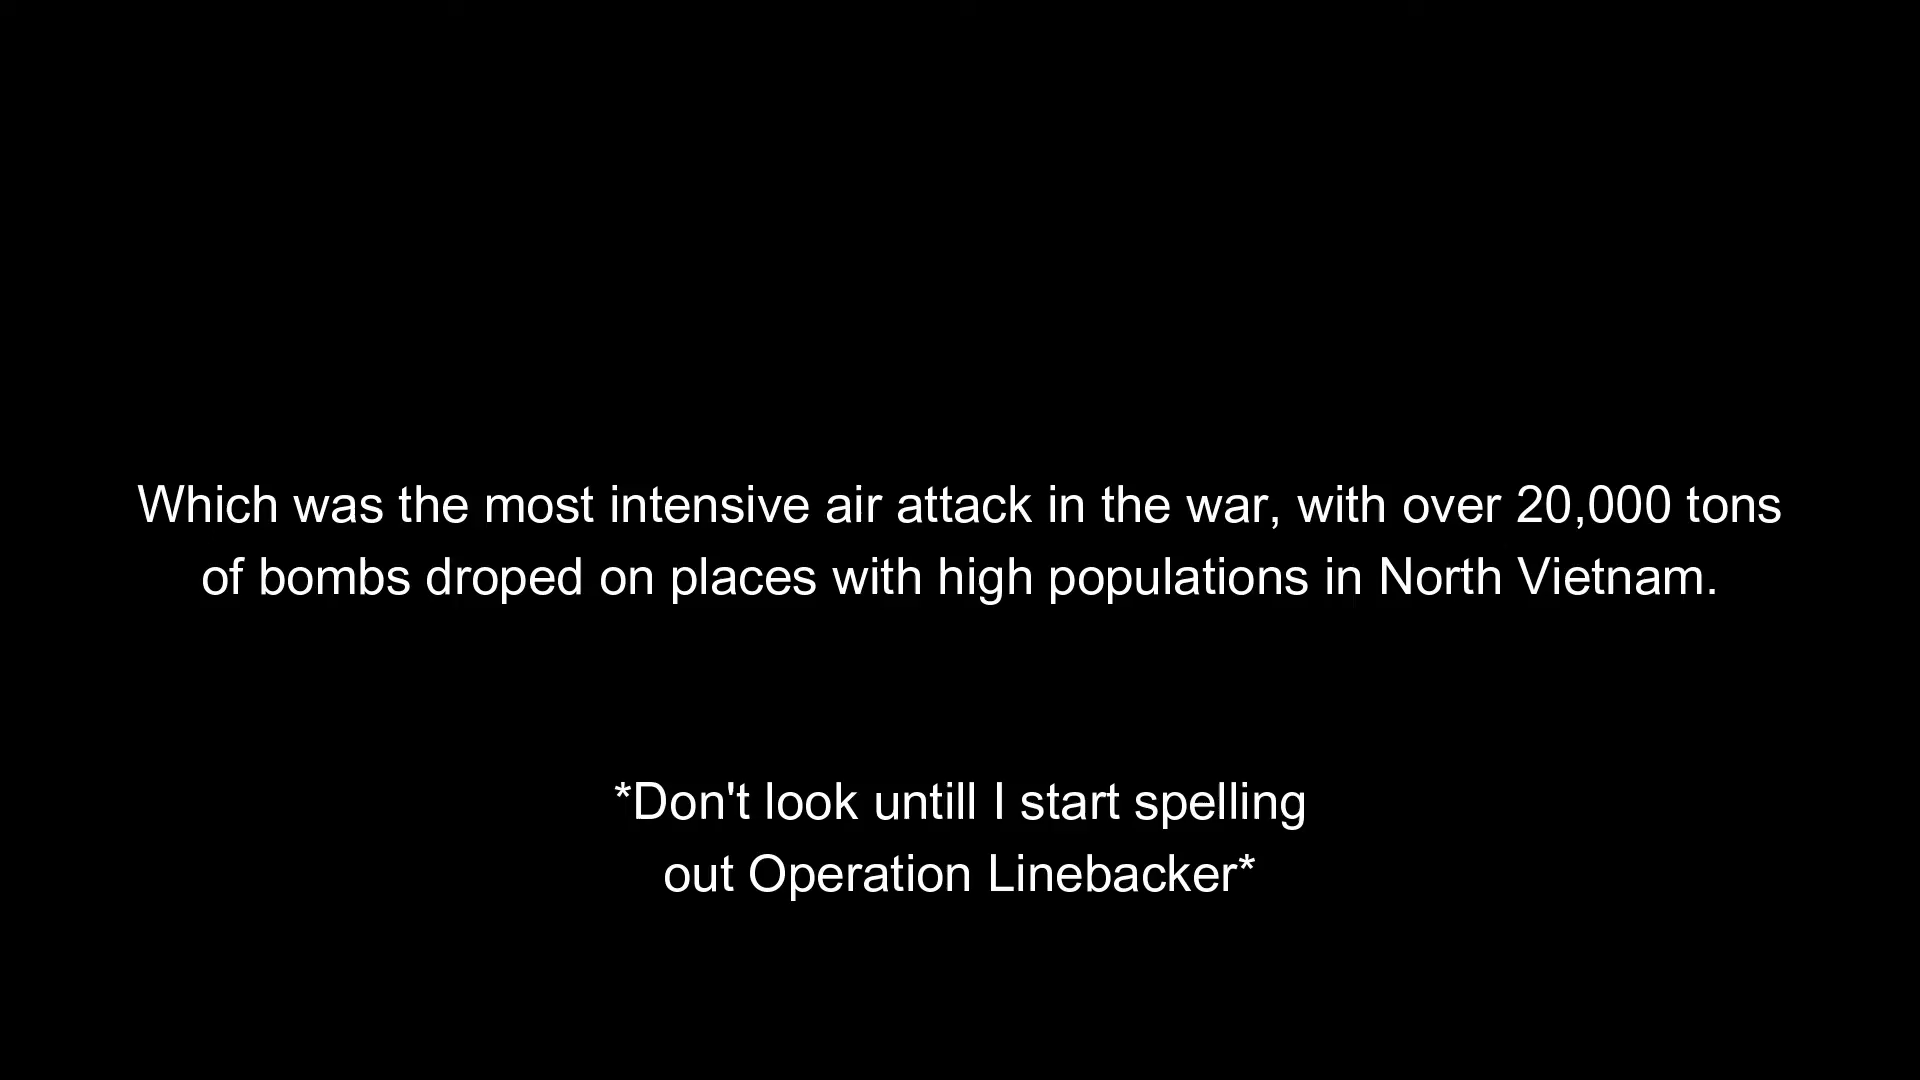 Which was the most intensive air attack in the war, with over 20,000 tons
of bombs droped on places with high populations in North Vietnam.
*Don't look untill I start spelling
out Operation Linebacker*